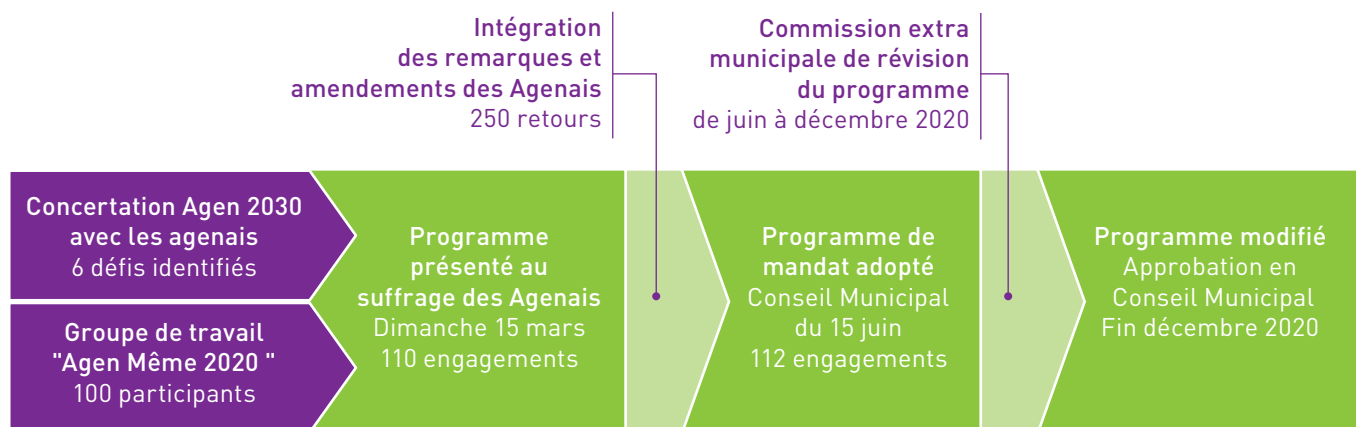 Intégration
des remarques et
amendements des Agenais
250 retours
Commission extra
municipale de révision
du programme
de juin à décembre 2020
Concertation Agen 2030
avec les agenais
6 défis identifiés
Groupe de travail
"Agen Même 2020 "
100 participants
Programme
présenté au
suffrage des Agenais
Dimanche 15 mars
110 engagements
Programme de
mandat adopté
Conseil Municipal
du 15 juin
112 engagements
Programme modifié
Approbation en
Conseil Municipal
Fin décembre 2020